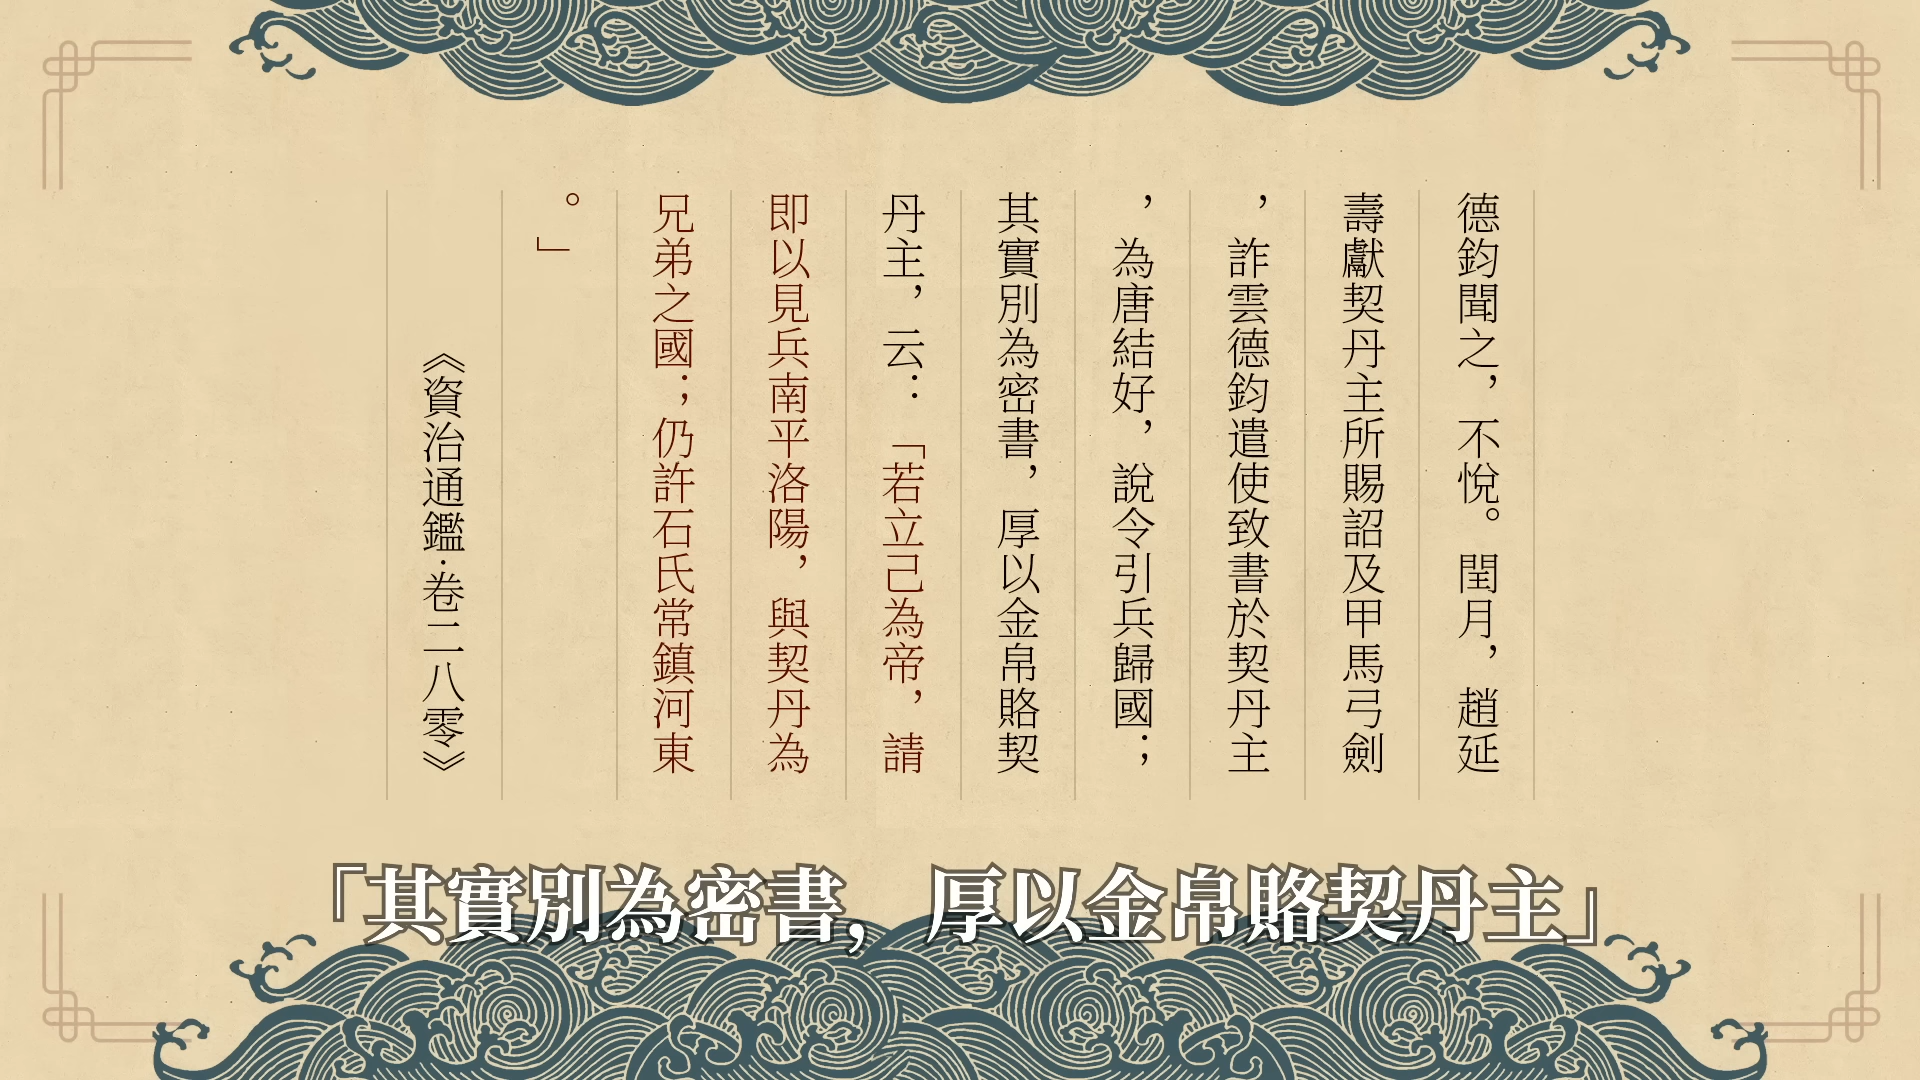 德鈞聞之，不悅。閏月，趙延
壽獻契丹主所賜詔及甲馬弓劍
，詐雲德鈞遣使致書於契丹主
，為唐結好，說令引兵歸國；
其實別為密書，厚以金帛賂契
丹主，云：「若立己為帝，請
即以見兵南平洛陽，與契丹為
兄弟之國；仍許石氏常鎮河東
。」
《資治通鑑·卷二八零》
「其實別為密書，厚以金帛賂契丹主」